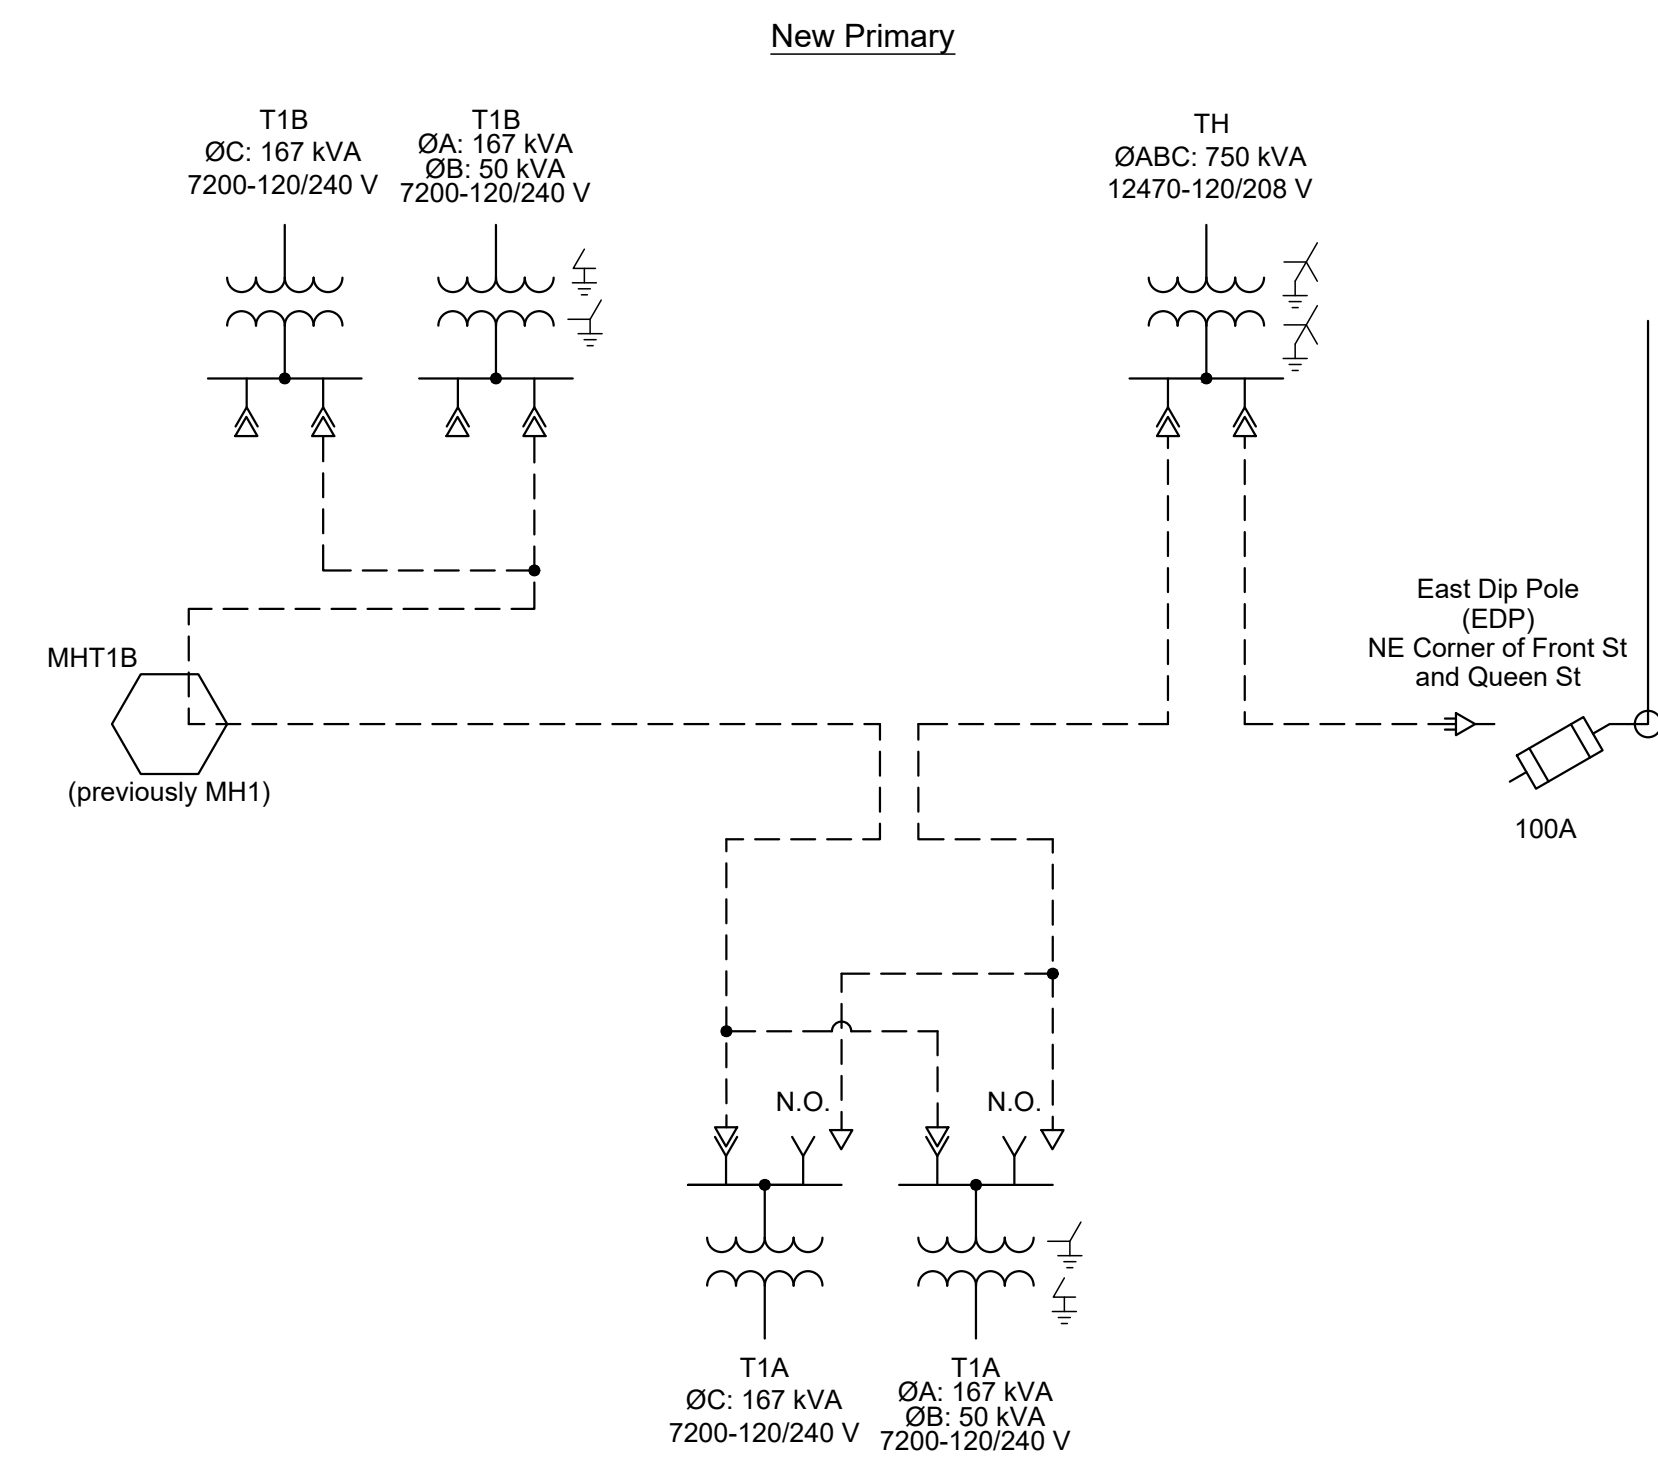 New Primary
T1B
ØC: 167 kVA
7200-120/240 V
T1B
ØA: 167 kVA
ØB: 50 kVA
7200-120/240 V
TH
ØABC: 750 kVA
12470-120/208 V
East Dip Pole
(EDP)
NE Corner of Front St
and Queen St
MHT1B
(previously MH1)
100A
N.O.
N.O.
T1A
ØC: 167 kVA
7200-120/240 V
T1A
ØA: 167 kVA
ØB: 50 kVA
7200-120/240 V